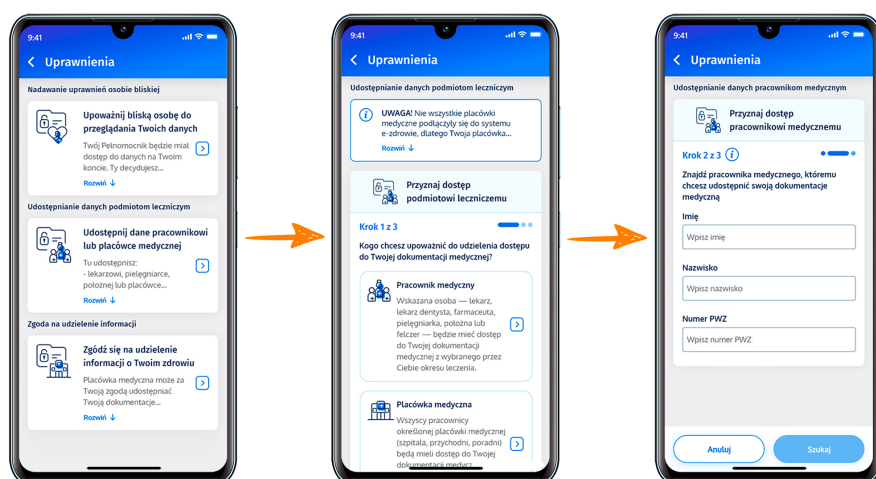 9:41
Uprawnienia
Nadawanie uprawnień osobie bliskiej
Upoważnij bliską osobę do
przeglądania Twoich danych
Twój Pełnomocnik będzie miał
dostęp do danych na Twoim
koncie. Ty decydujesz...
Rozwiń ↓
Udostępnianie danych podmiotom leczniczym
Udostępnij dane pracownikowi
lub placówce medycznej
Tu udostępnisz:
- lekarzowi, pielęgniarce,
położnej lub placówce...
Rozwiń ↓
Zgoda na udzielenie informacji
Zgódź się na udzielenie
informacji o Twoim zdrowiu
Placówka medyczna może za
Twoją zgodą udostępniać
Twoją dokumentacje...
Rozwiń ↓
9:41
Uprawnienia
Udostępnianie danych podmiotom leczniczym
UWAGA! Nie wszystkie placówki
medyczne podłączyły się do systemu
e-zdrowie, dlatego Twoja placówka...
Rozwiń ↓
Przyznaj dostęp
podmiotowi leczniczemu
Krok 1 z 3
Kogo chcesz upoważnić do udzielenia dostępu
do Twojej dokumentacji medycznej?
Pracownik medyczny
Wskazana osoba — lekarz,
lekarz dentysta, farmaceuta,
pielęgniarka, położna lub
felczer — będzie mieć dostęp
do Twojej dokumentacji
medycznej z wybranego przez
Ciebie okresu leczenia.
Placówka medyczna
Wszyscy pracownicy
określonej placówki medycznej
(szpitala, przychodni, poradni)
będą mieli dostęp do Twojej
dokumentacji medycz
9:41
Uprawnienia
Udostępnianie danych pracownikom medycznym
Przyznaj dostęp
pracownikowi medycznemu
Krok 2 z 3
Znajdź pracownika medycznego, któremu
chcesz udostępnić swoją dokumentacje
medyczną
Imię
Wpisz imię
Nazwisko
Wpisz nazwisko
Numer PWZ
Wpisz numer PWZ
Anuluj
Szukaj